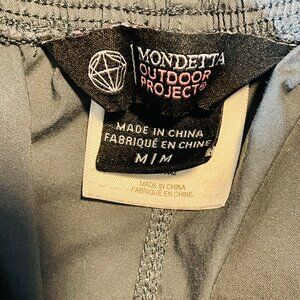 MONDETTA
OUTDOOR
PROJECT®
MADE IN CHINA
FABRIQUÉ EN CHINE
M | M
MADE IN CHINA
FABRIQUÉ EN CHINE